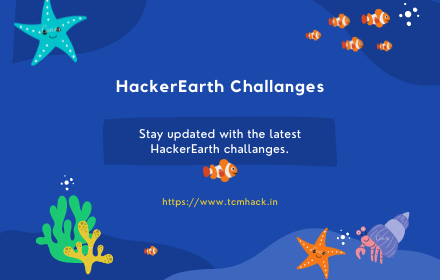 HackerEarth Challanges
Stay updated with the latest
HackerEarth challanges.
https://www.tcmhack.in